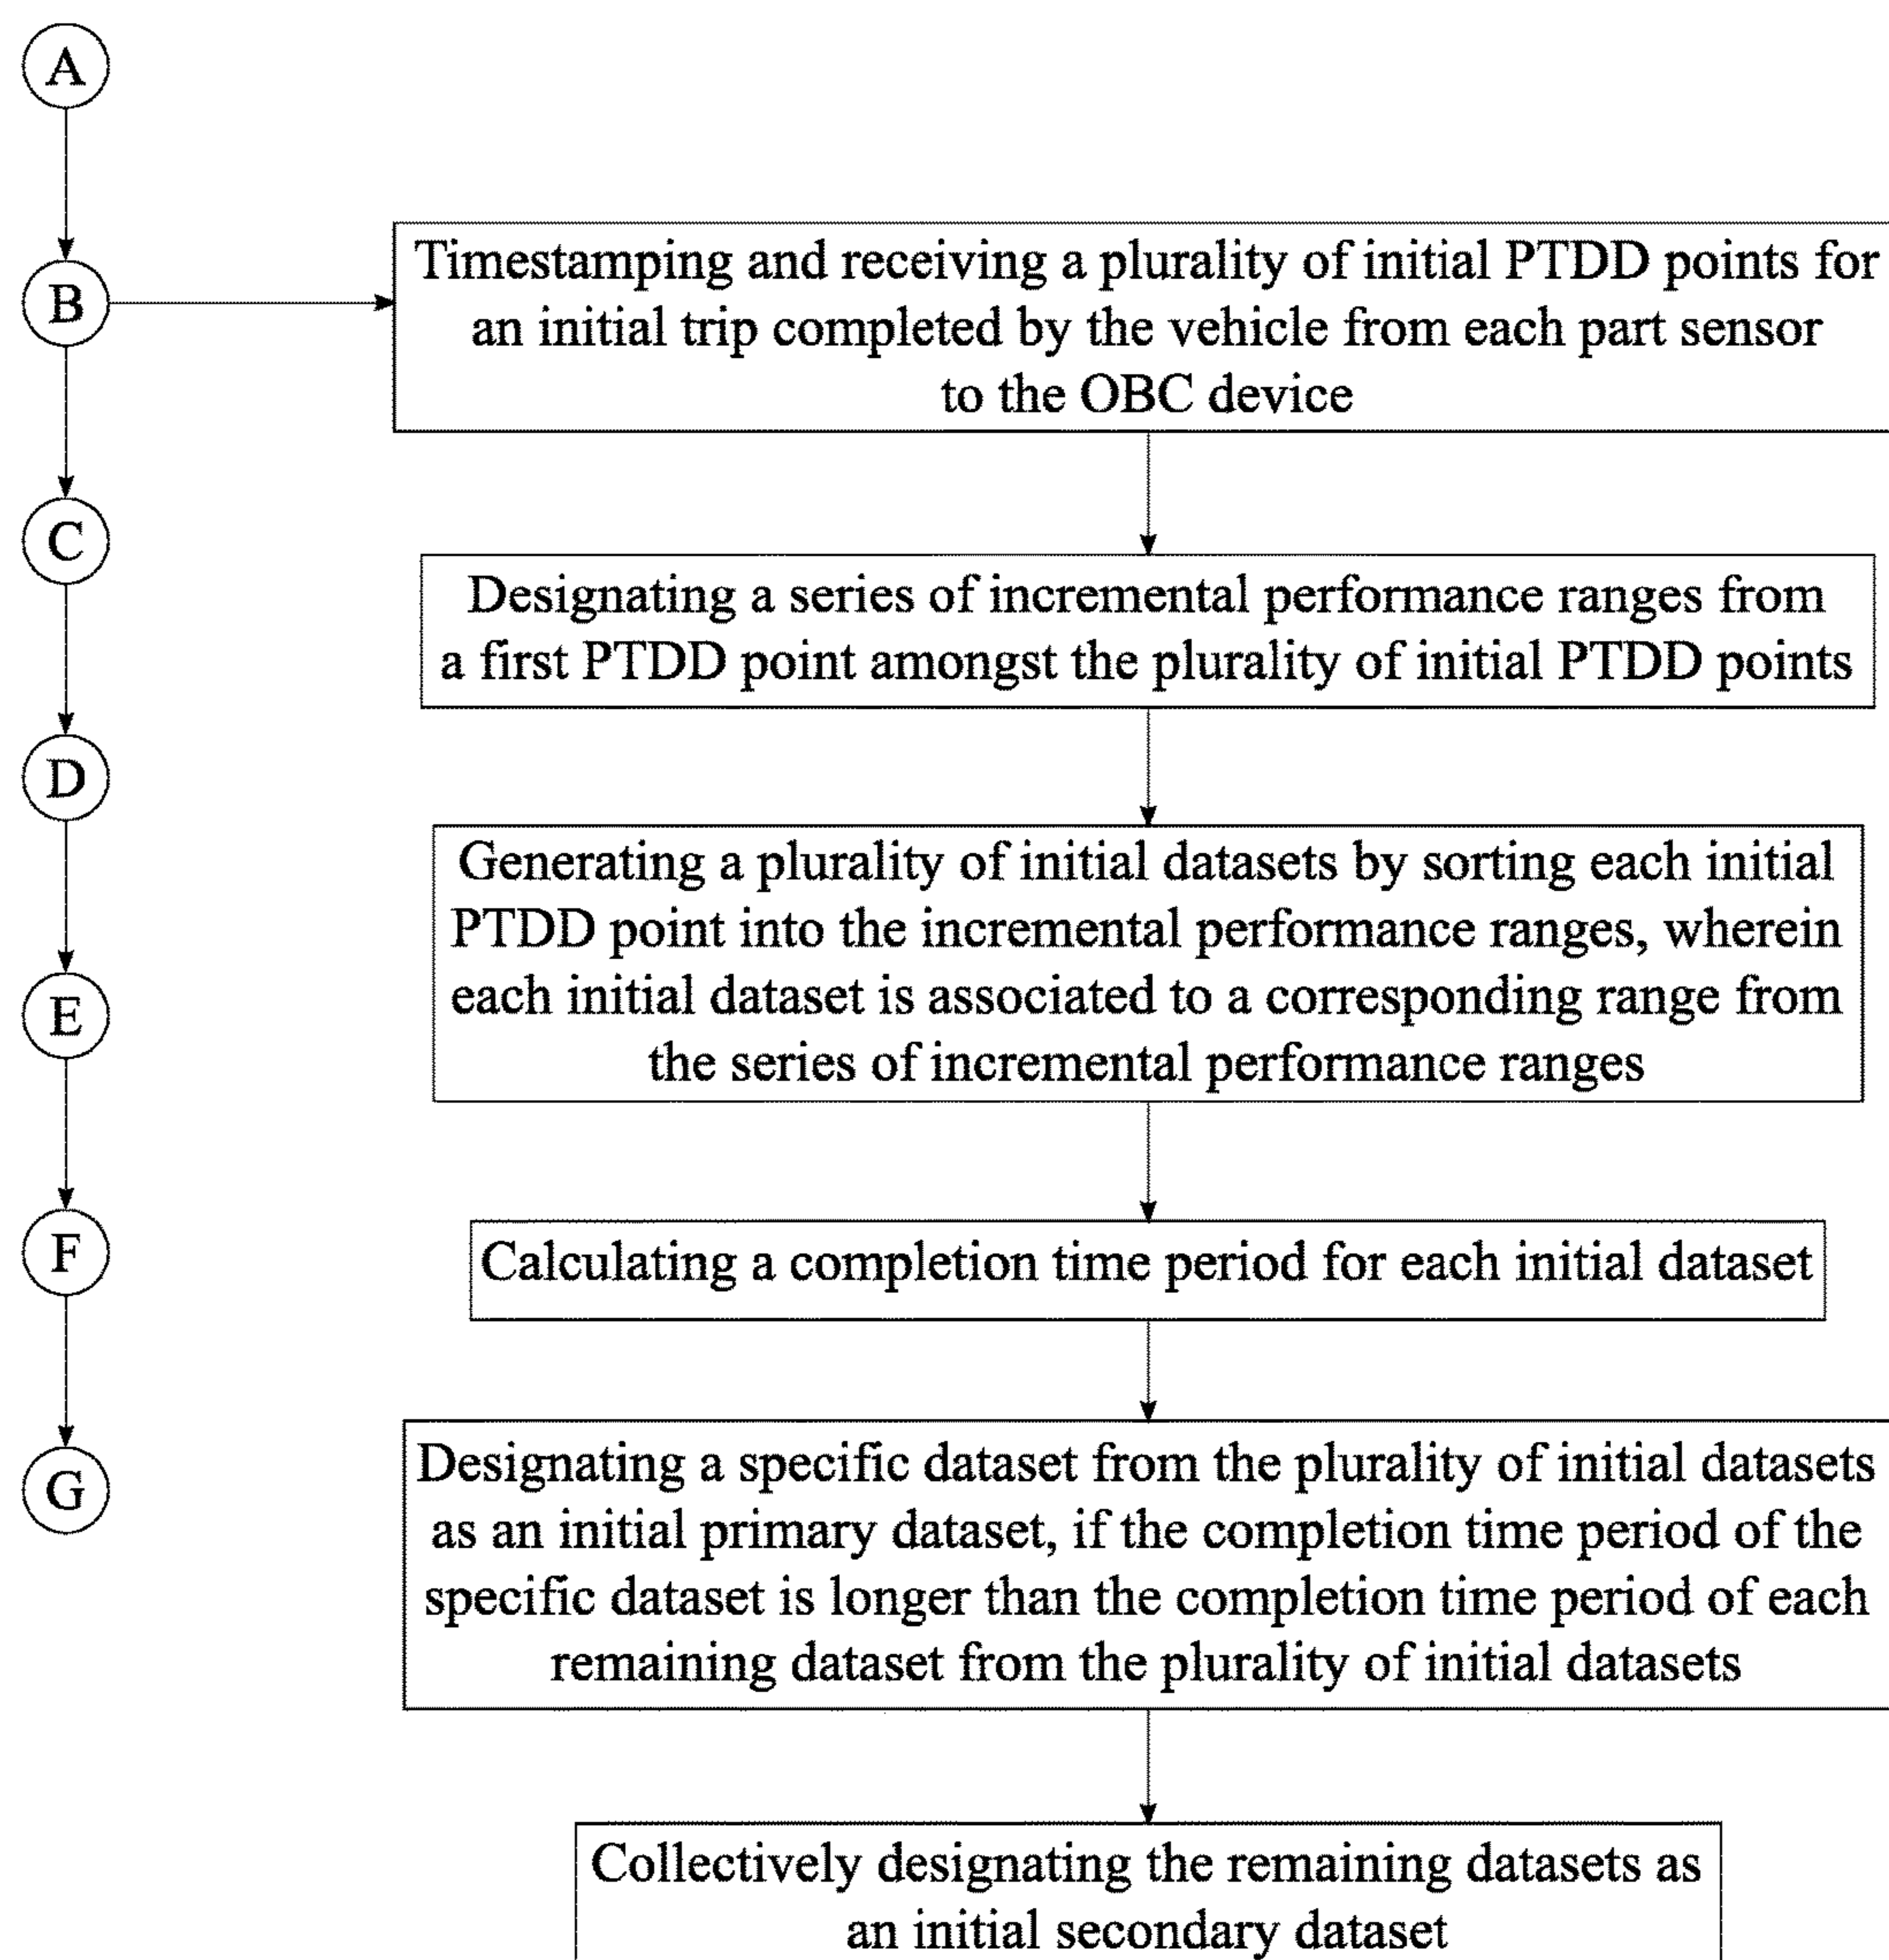 A
B
Timestamping and receiving a plurality of initial PTDD points for
an initial trip completed by the vehicle from each part sensor
to the OBC device
C
Designating a series of incremental performance ranges from
a first PTDD point amongst the plurality of initial PTDD points
D
Generating a plurality of initial datasets by sorting each initial
PTDD point into the incremental performance ranges, wherein
each initial dataset is associated to a corresponding range from
the series of incremental performance ranges
E
F
Calculating a completion time period for each initial dataset
G
Designating a specific dataset from the plurality of initial datasets
as an initial primary dataset, if the completion time period of the
specific dataset is longer than the completion time period of each
remaining dataset from the plurality of initial datasets
Collectively designating the remaining datasets as
an initial secondary dataset